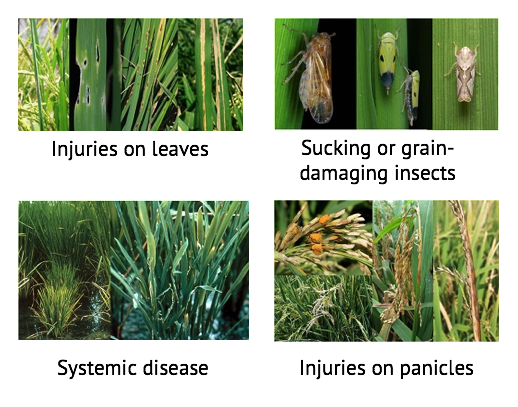 Injuries on leaves
Sucking or grain-
damaging insects
Systemic disease
Injuries on panicles